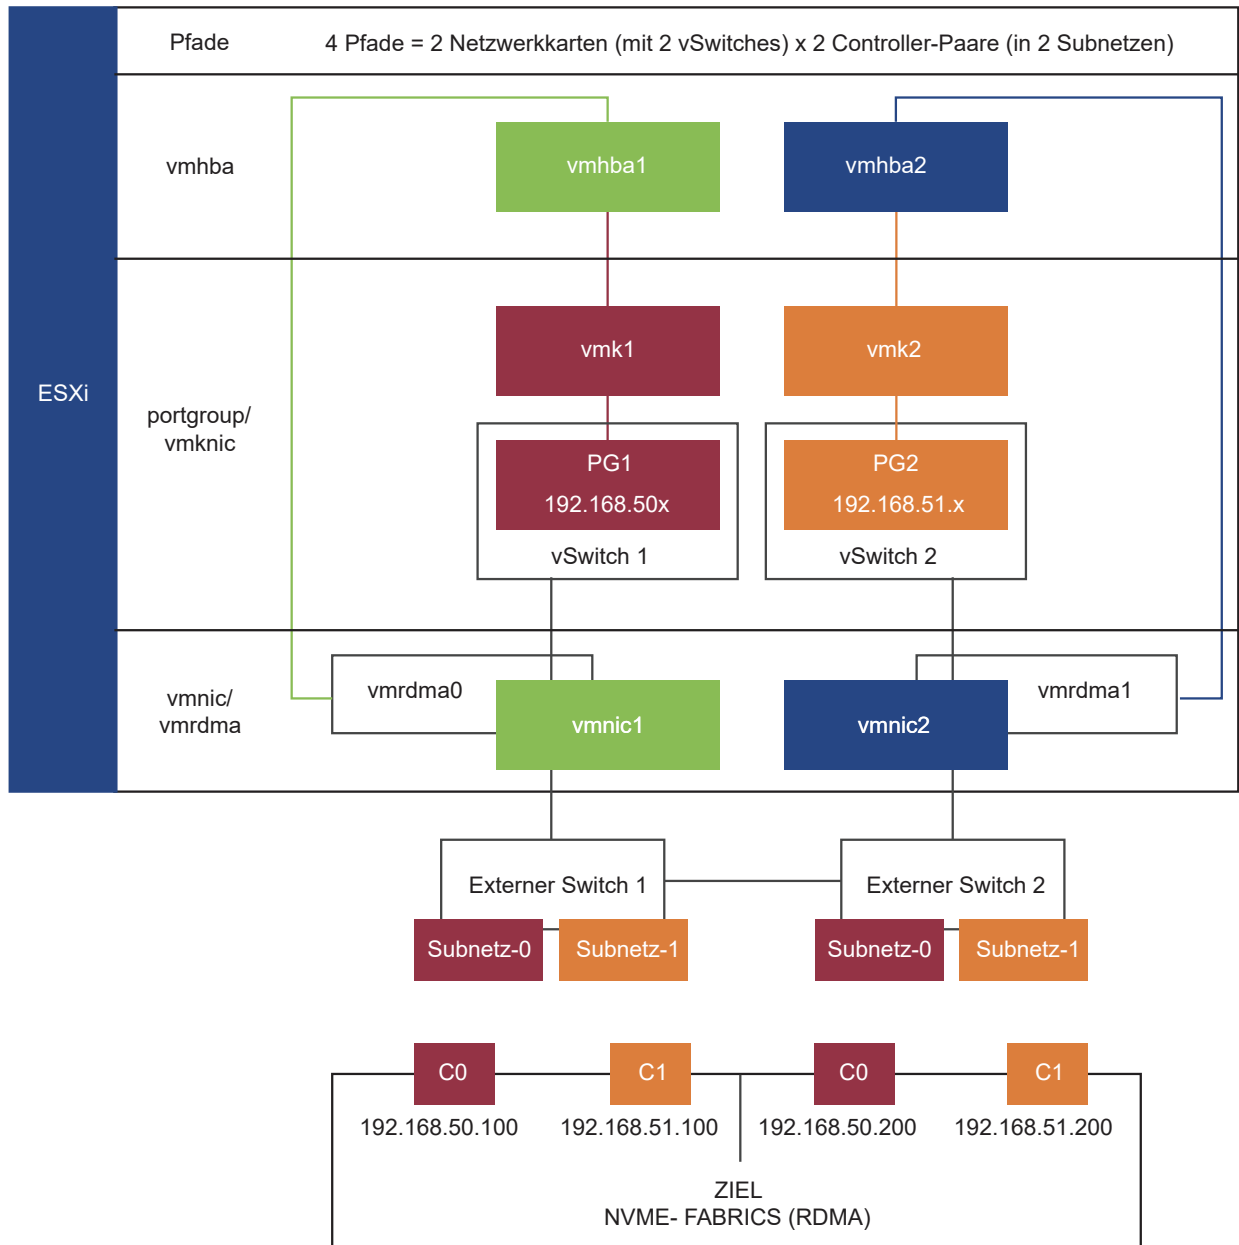 Pfade
4 Pfade = 2 Netzwerkkarten (mit 2 vSwitches) x 2 Controller-Paare (in 2 Subnetzen)
vmhba
vmhba1
vmhba2
ESXi
portgroup/
vmknic
vmk1
vmk2
PG1
192.168.50x
vSwitch 1
PG2
192.168.51.x
vSwitch 2
vmnic/
vmrdma
vmrdma0
vmnic1
vmnic2
vmrdma1
Externer Switch 1
Externer Switch 2
Subnetz-0
Subnetz-1
Subnetz-0
Subnetz-1
C0
C1
C0
C1
192.168.50.100
192.168.51.100
192.168.50.200
192.168.51.200
ZIEL
NVME- FABRICS (RDMA)